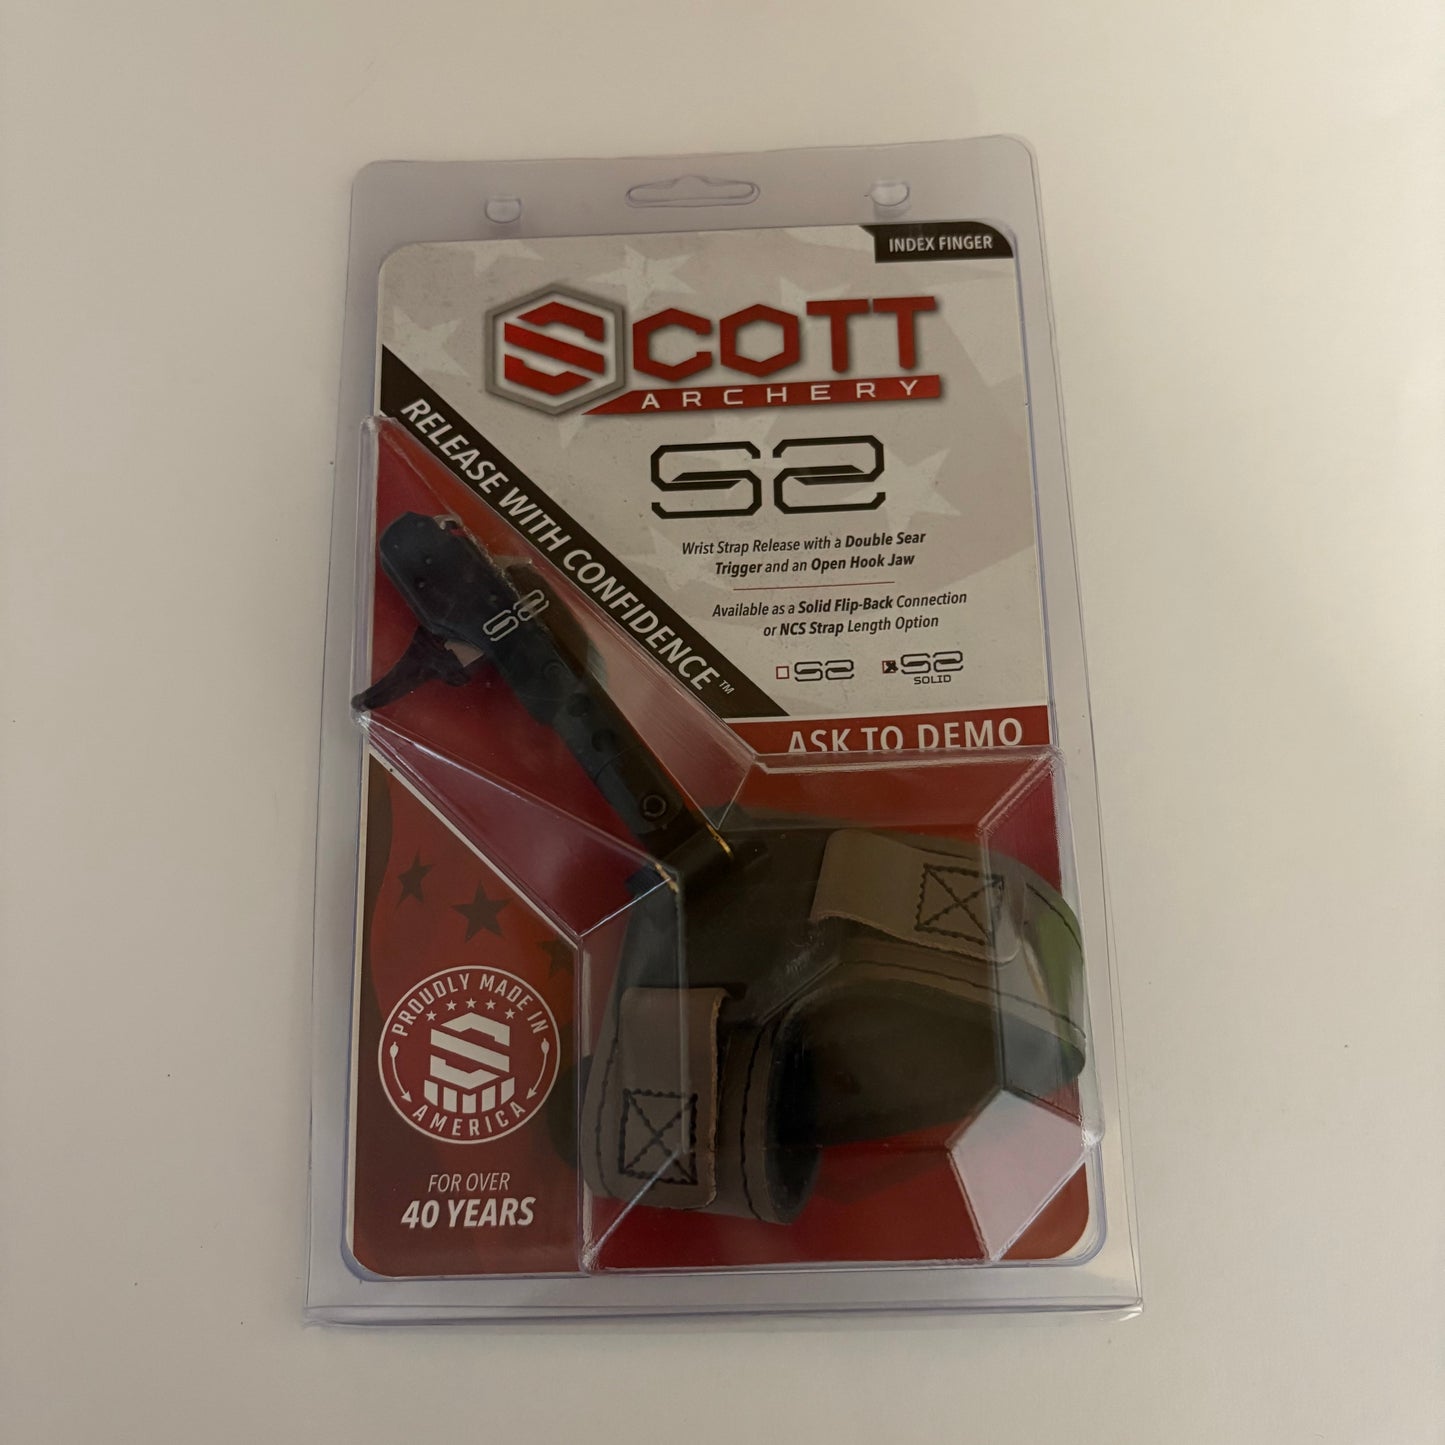 INDEX FINGER
SCOTT
ARCHERY
RELEASE WITH CONFIDENCE™
S2
Wrist Strap Release with a Double Sear
Trigger and an Open Hook Jaw
Available as a Solid Flip-Back Connection
or NCS Strap Length Option
S2 S2
SOLID
ASK TO DEMO
S2
PROUDLY MADE IN
AMERICA
FOR OVER
40 YEARS